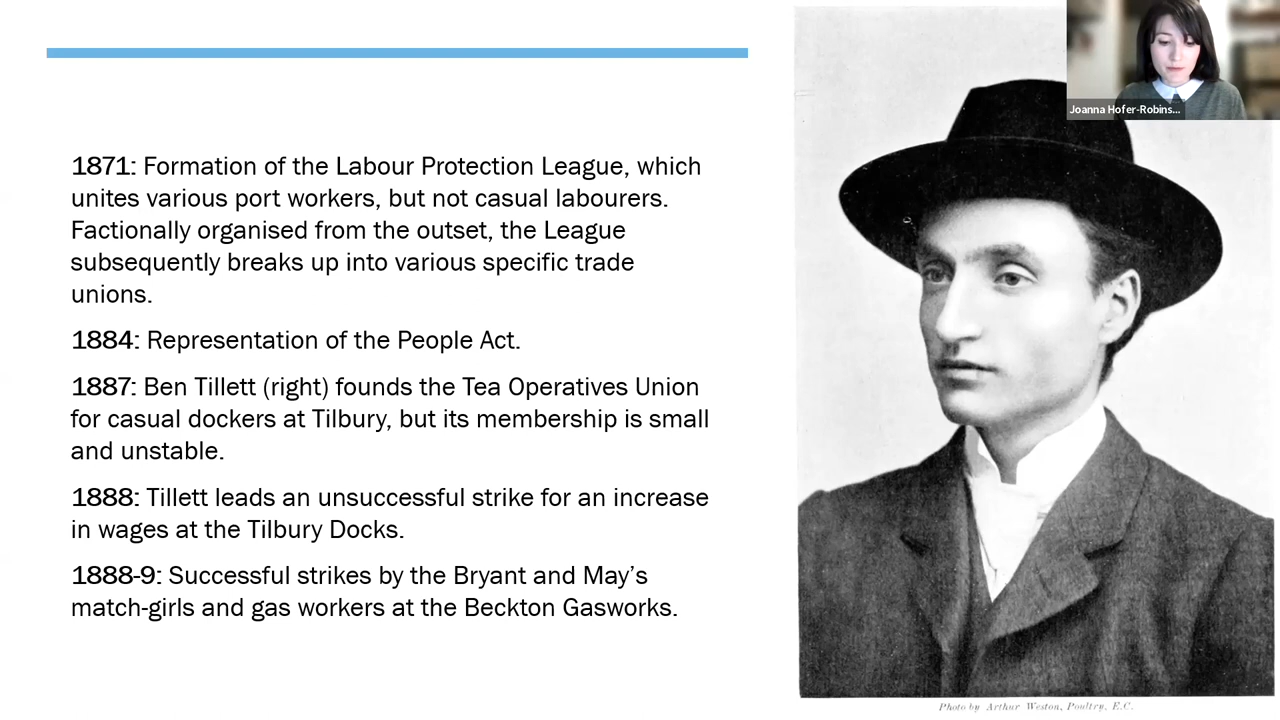 Joanna Hofer-Robins...
1871: Formation of the Labour Protection League, which
unites various port workers, but not casual labourers.
Factionally organised from the outset, the League
subsequently breaks up into various specific trade
unions.
1884: Representation of the People Act.
1887: Ben Tillett (right) founds the Tea Operatives Union
for casual dockers at Tilbury, but its membership is small
and unstable.
1888: Tillett leads an unsuccessful strike for an increase
in wages at the Tilbury Docks.
1888-9: Successful strikes by the Bryant and May’s
match-girls and gas workers at the Beckton Gasworks.
Photo by Arthur Weston, Poultry, E.C.